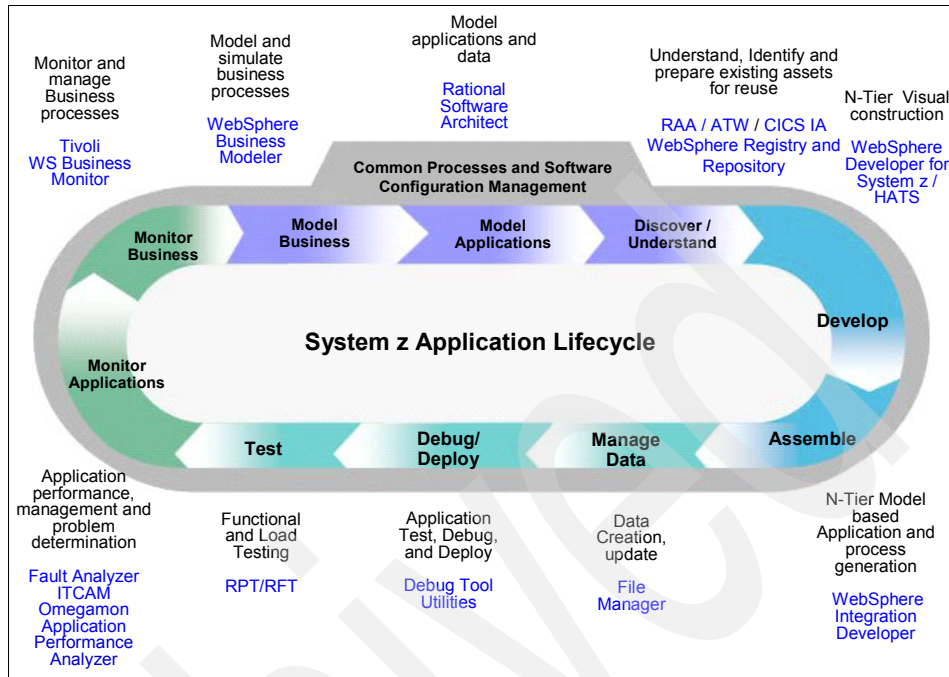 Monitor and
manage
Business
processes
Tivoli
WS Business
Monitor
Model and
simulate
business
processes
WebSphere
Business
Modeler
Model
applications and
data
Rational
Software
Architect
Understand, Identify and
prepare existing assets
for reuse
RAA / ATW / CICS IA
WebSphere Registry and
Repository
N-Tier Visual
construction
WebSphere
Developer for
System z /
HATS
Common Processes and Software
Configuration Management
Monitor
Business
Model
Business
Model
Applications
Discover /
Understand
Develop
System z Application Lifecycle
Monitor
Applications
Test
Debug/
Deploy
Manage
Data
Assemble
Application
performance,
management and
problem
determination
Fault Analyzer
ITCAM
Omegamon
Application
Performance
Analyzer
Functional
and Load
Testing
RPT/RFT
Application
Test, Debug,
and Deploy
Debug Tool
Utilities
Data
Creation,
update
File
Manager
N-Tier Model
based
Application and
process
generation
WebSphere
Integration
Developer